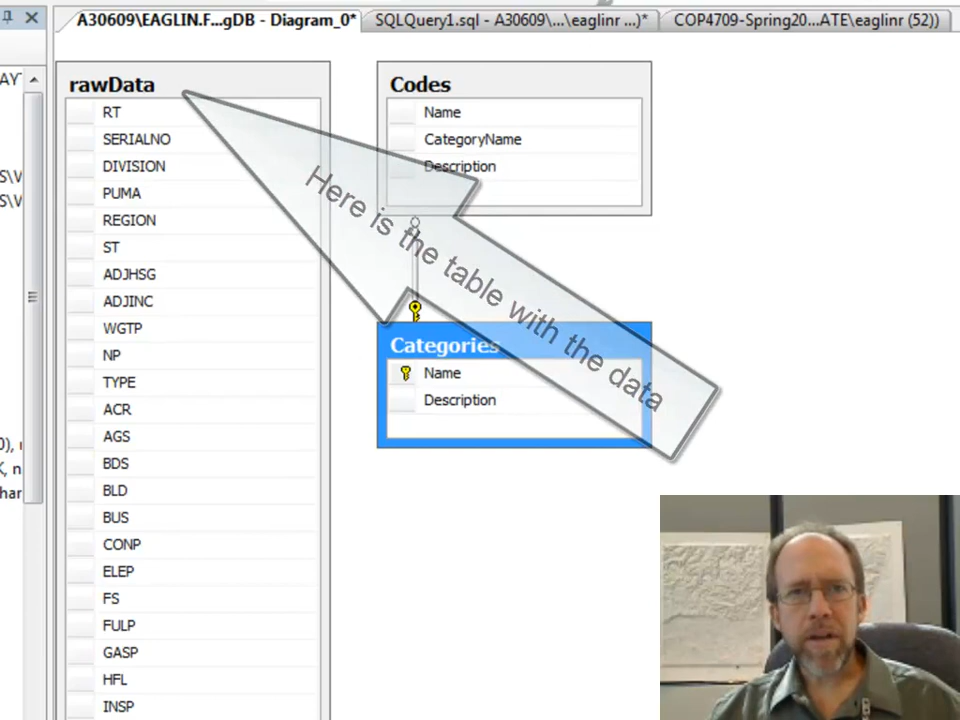 A30609\EAGLIN.F...gDB - Diagram_0*
SQLQuery1.sql - A30609\...\eaglinr ...)*
COP4709-Spring20...ATE\eaglinr (52))
rawData
RT
SERIALNO
DIVISION
PUMA
REGION
ST
ADJHSG
ADJINC
WGTP
NP
TYPE
ACR
AGS
BDS
BLD
BUS
CONP
ELEP
FS
FULP
GASP
HFL
INSP
Codes
Name
CategoryName
Description
Categories
Name
Description
Here is the table with the data